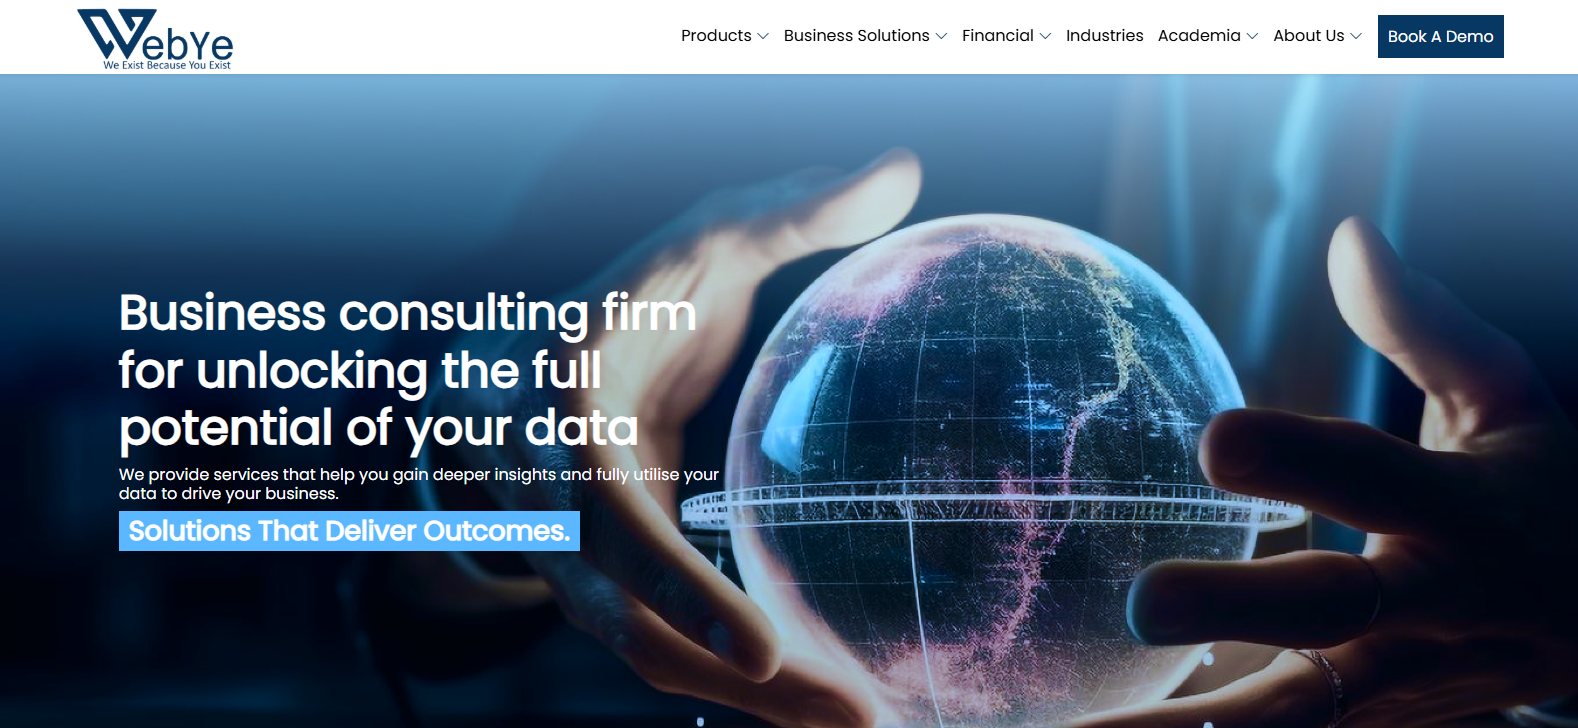 WebYe
We Exist Because You Exist
Products
Business Solutions
Financial
Industries
Academia
About Us
Book A Demo
Business consulting firm
for unlocking the full
potential of your data
We provide services that help you gain deeper insights and fully utilise your
data to drive your business.
Solutions That Deliver Outcomes.